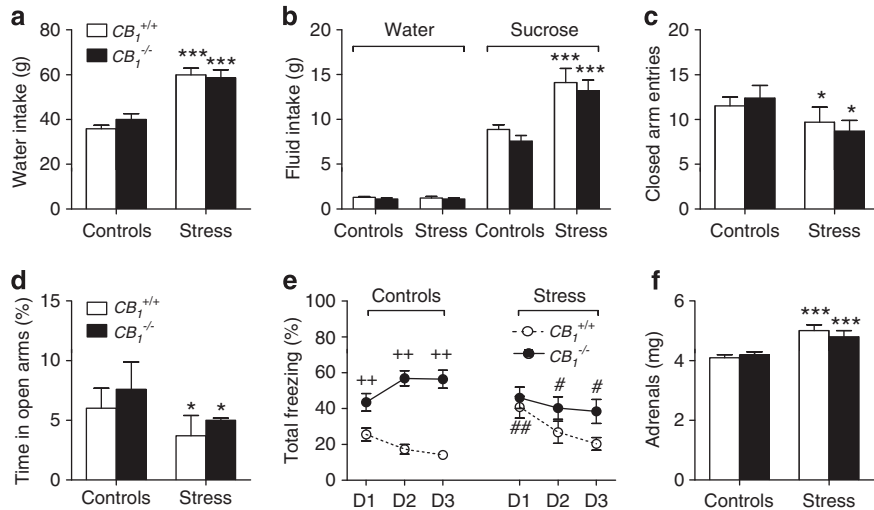 a
CB1+/+
CB1-/-
*** ***
Water intake (g)
80
60
40
20
0
Controls Stress
b
Water Sucrose
*** ***
Fluid intake (g)
20
15
10
5
0
Controls Stress Controls Stress
c
* *
Closed arm entries
20
15
10
5
0
Controls Stress
d
CB1+/+
CB1-/-
* *
Time in open arms (%)
15
10
5
0
Controls Stress
e
Controls Stress
CB1+/+
CB1-/-
++ ++ ++
# #
##
Total freezing (%)
100
80
60
40
20
0
D1 D2 D3 D1 D2 D3
f
*** ***
Adrenals (mg)
6
4
2
0
Controls Stress